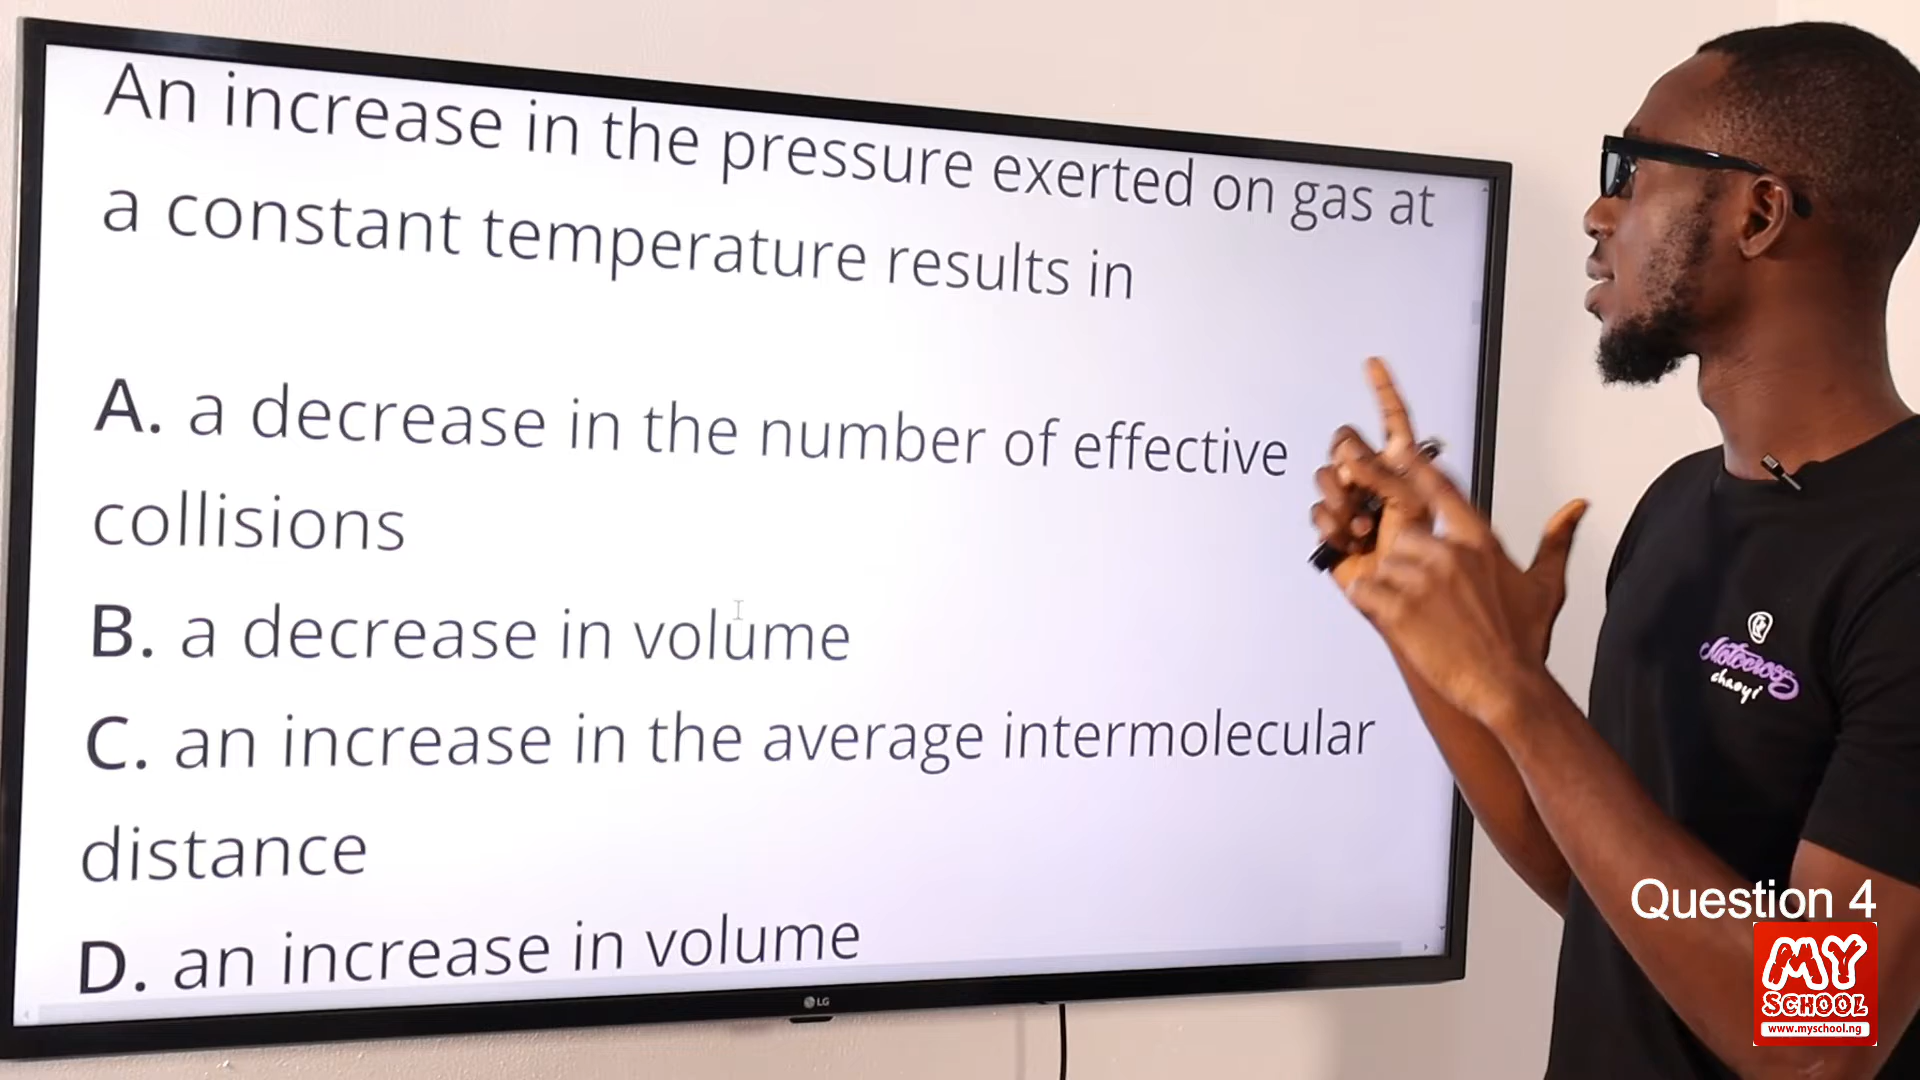 An increase in the pressure exerted on gas at
a constant temperature results in
A. a decrease in the number of effective
collisions
B. a decrease in volume
C. an increase in the average intermolecular
distance
D. an increase in volume
LG
Motocross
chaoyi
Question 4
MY
SCHOOL
www.myschool.ng